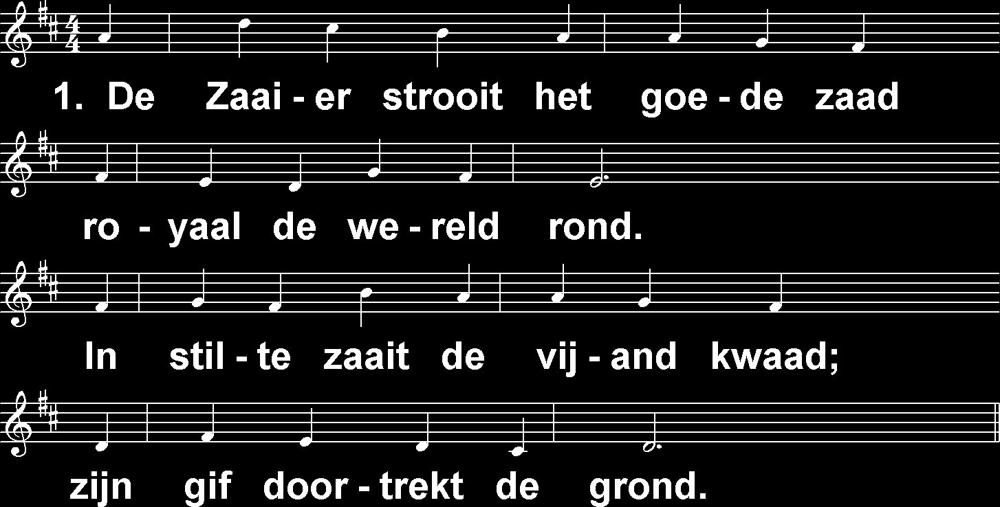 1. De Zaai - er strooit het goe - de zaad
ro - yaal de we - reld rond.
In stil - te zaait de vij - and kwaad;
zijn gif door - trekt de grond.